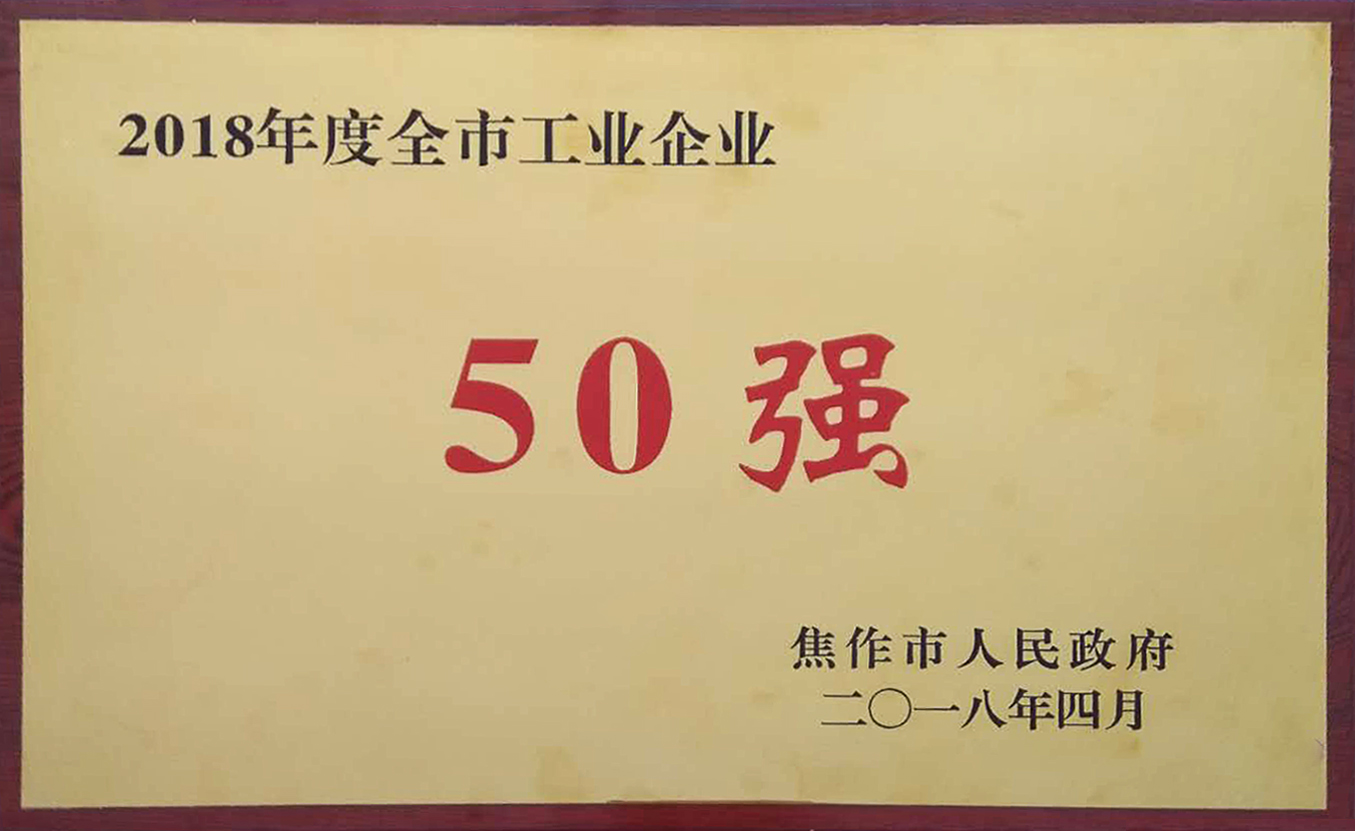 2018年度全市工业企业
50强
焦作市人民政府
二〇一八年四月